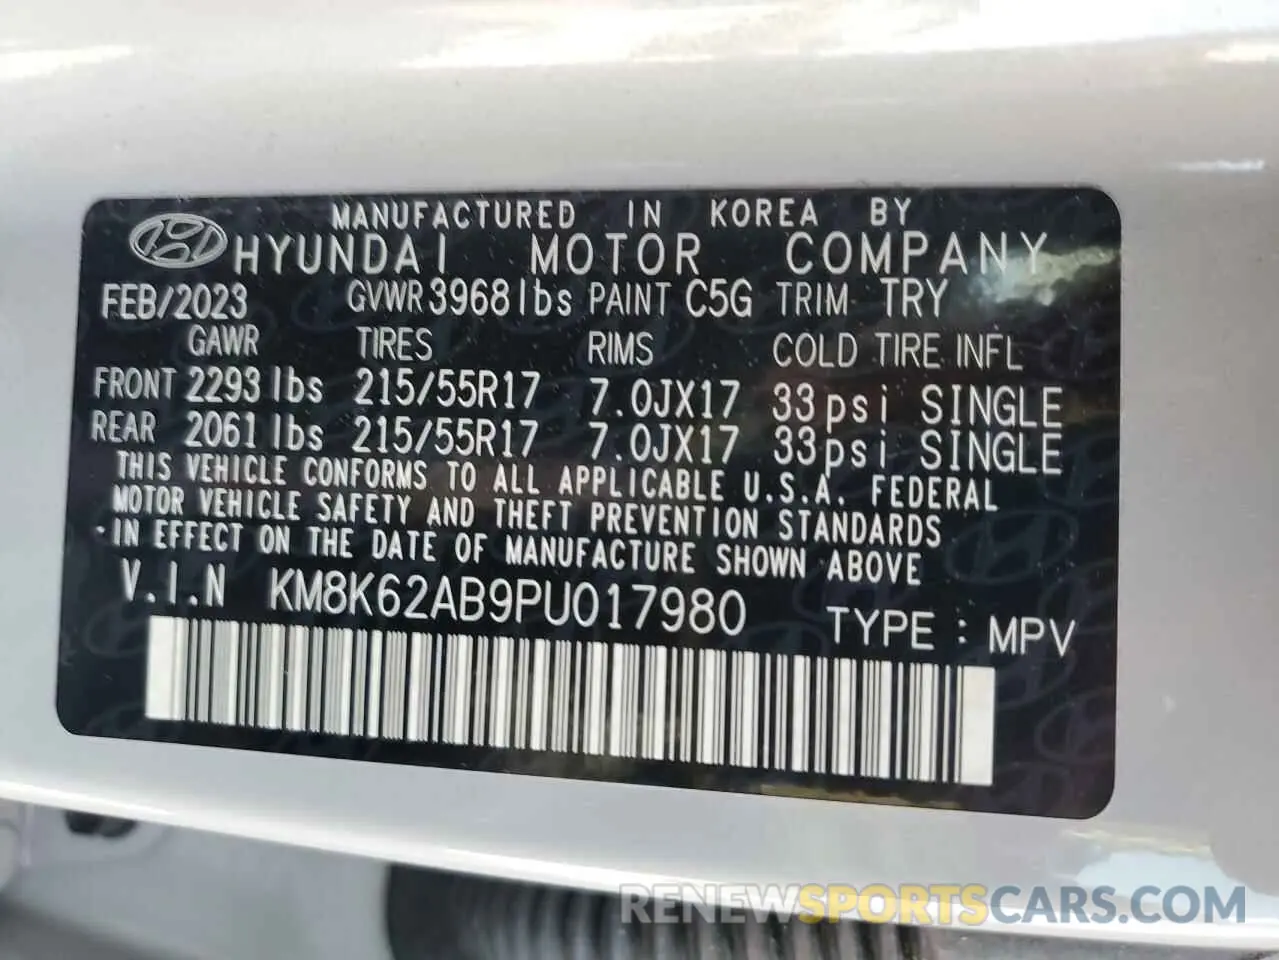 MANUFACTURED IN KOREA BY
HYUNDAI MOTOR COMPANY
FEB/2023 GVWR 3968lbs PAINT C5G TRIM TRY
GAWR TIRES RIMS COLD TIRE INFL
FRONT 2293 lbs 215/55R17 7.0JX17 33psi SINGLE
REAR 2061 lbs 215/55R17 7.0JX17 33psi SINGLE
THIS VEHICLE CONFORMS TO ALL APPLICABLE U.S.A. FEDERAL
MOTOR VEHICLE SAFETY AND THEFT PREVENTION STANDARDS
-IN EFFECT ON THE DATE OF MANUFACTURE SHOWN ABOVE
V.I.N KM8K62AB9PU017980 TYPE : MPV
RENEWSPORTSCARS.COM